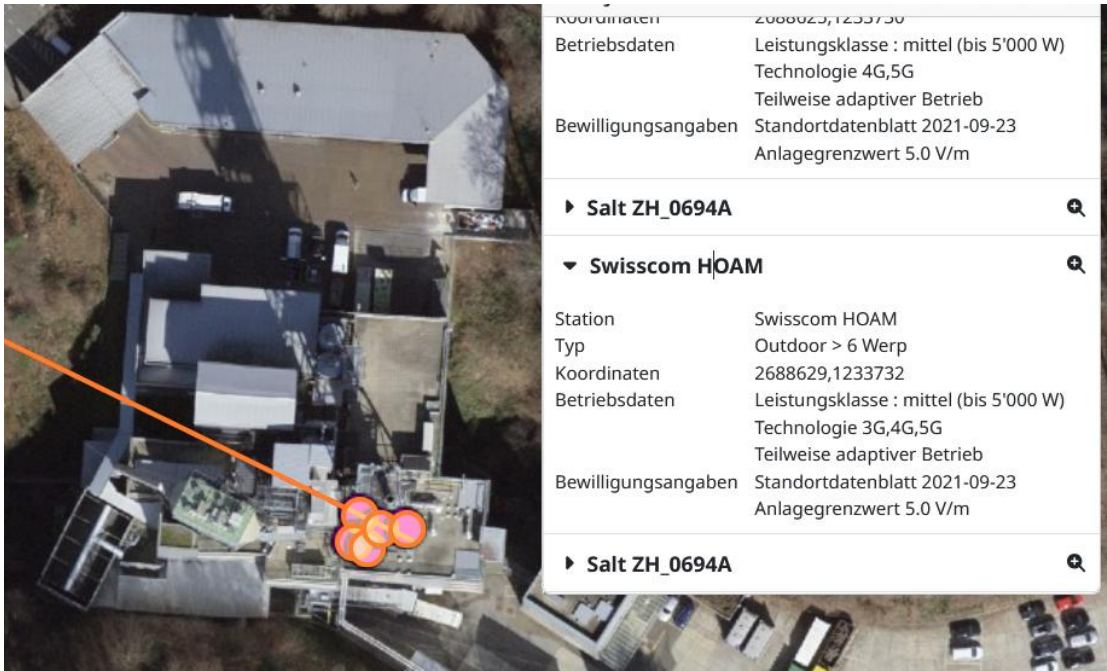 Koordinaten 2688625,1233730
Betriebsdaten Leistungsklasse : mittel (bis 5'000 W)
Technologie 4G,5G
Teilweise adaptiver Betrieb
Bewilligungsangaben Standortdatenblatt 2021-09-23
Anlagegrenzwert 5.0 V/m
Salt ZH_0694A
Swisscom HOAM
Station Swisscom HOAM
Typ Outdoor > 6 Werp
Koordinaten 2688629,1233732
Betriebsdaten Leistungsklasse : mittel (bis 5'000 W)
Technologie 3G,4G,5G
Teilweise adaptiver Betrieb
Bewilligungsangaben Standortdatenblatt 2021-09-23
Anlagegrenzwert 5.0 V/m
Salt ZH_0694A